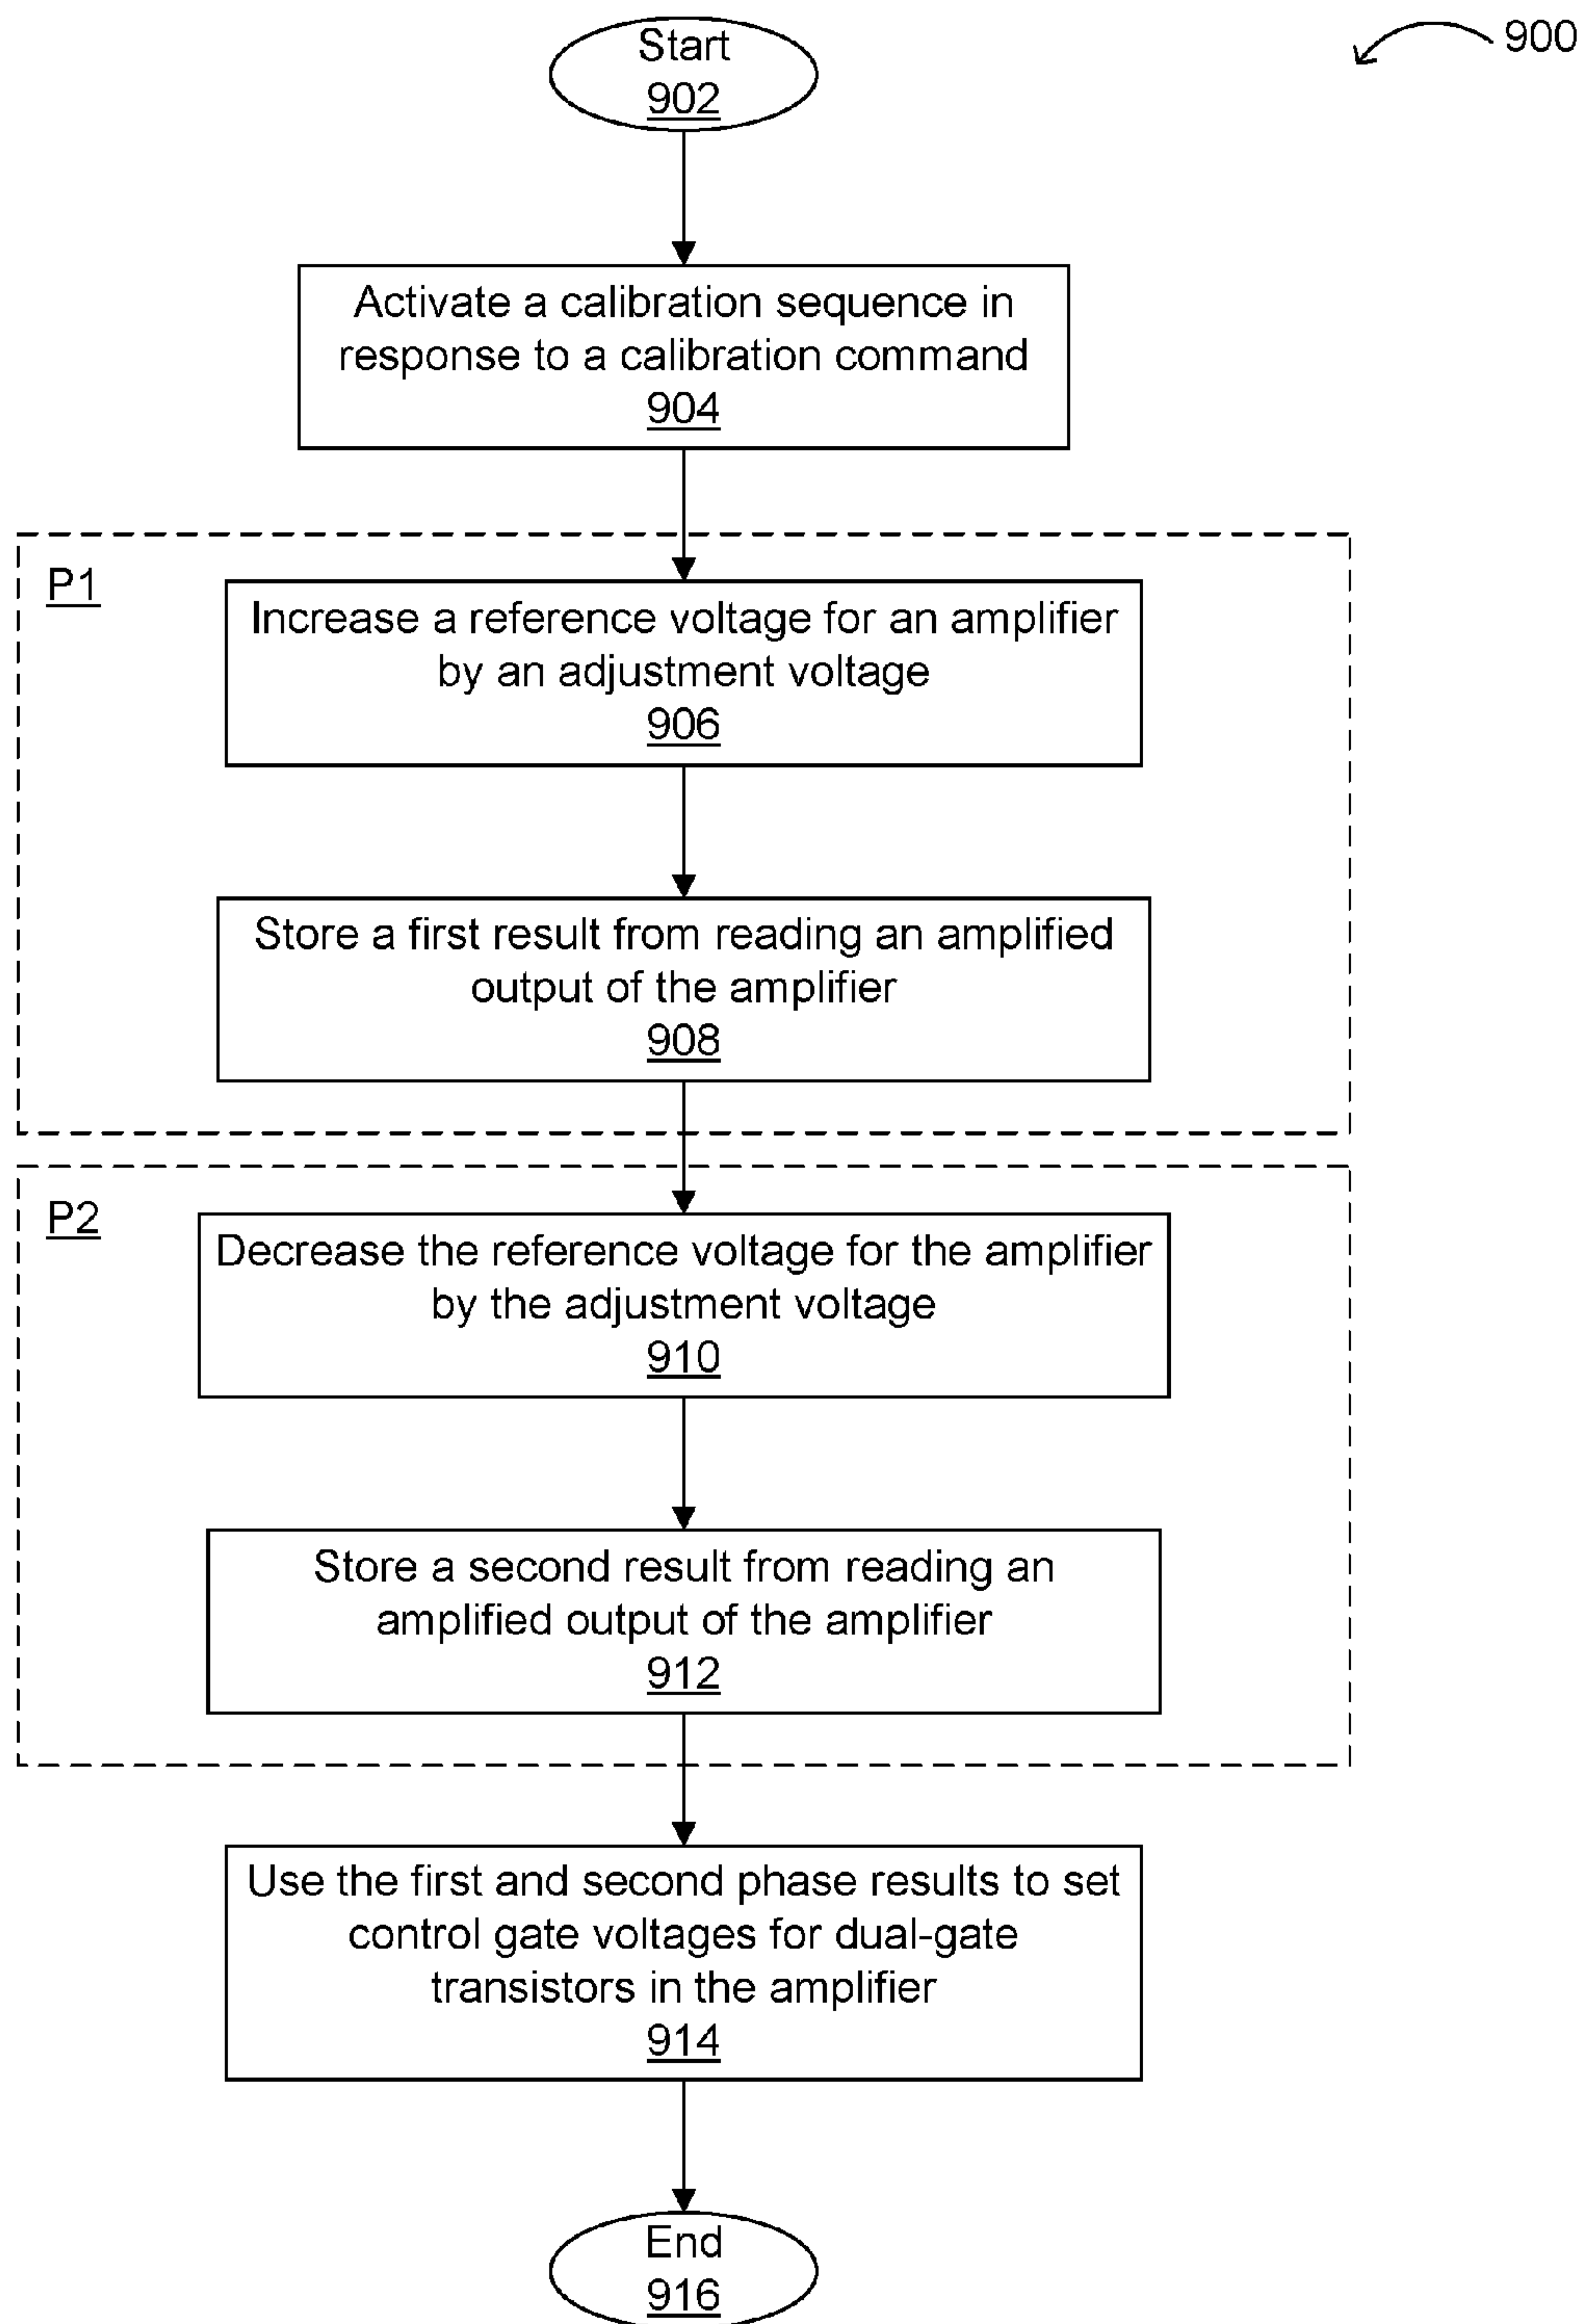 Start
902
900
Activate a calibration sequence in
response to a calibration command
904
P1
Increase a reference voltage for an amplifier
by an adjustment voltage
906
Store a first result from reading an amplified
output of the amplifier
908
P2
Decrease the reference voltage for the amplifier
by the adjustment voltage
910
Store a second result from reading an
amplified output of the amplifier
912
Use the first and second phase results to set
control gate voltages for dual-gate
transistors in the amplifier
914
End
916